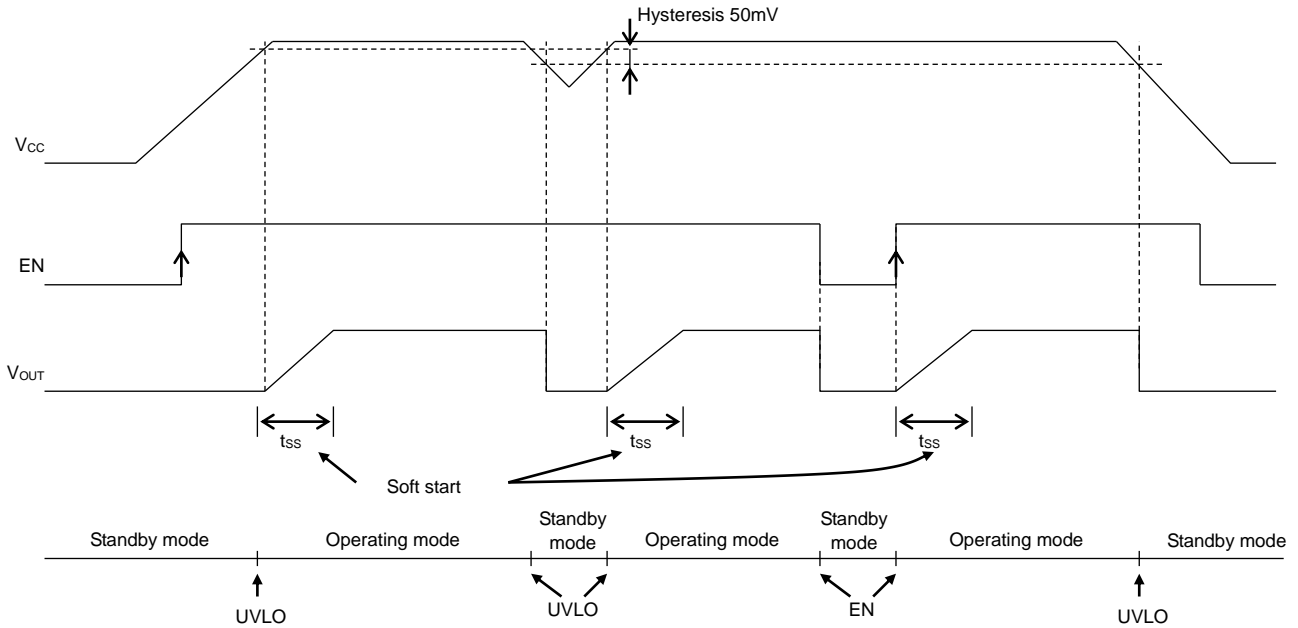 Hysteresis 50mV
VCC
EN
VOUT
tSS
tSS
tSS
Soft start
Standby mode
Operating mode
Standby
mode
Operating mode
Standby
mode
Operating mode
Standby mode
UVLO
UVLO
EN
UVLO